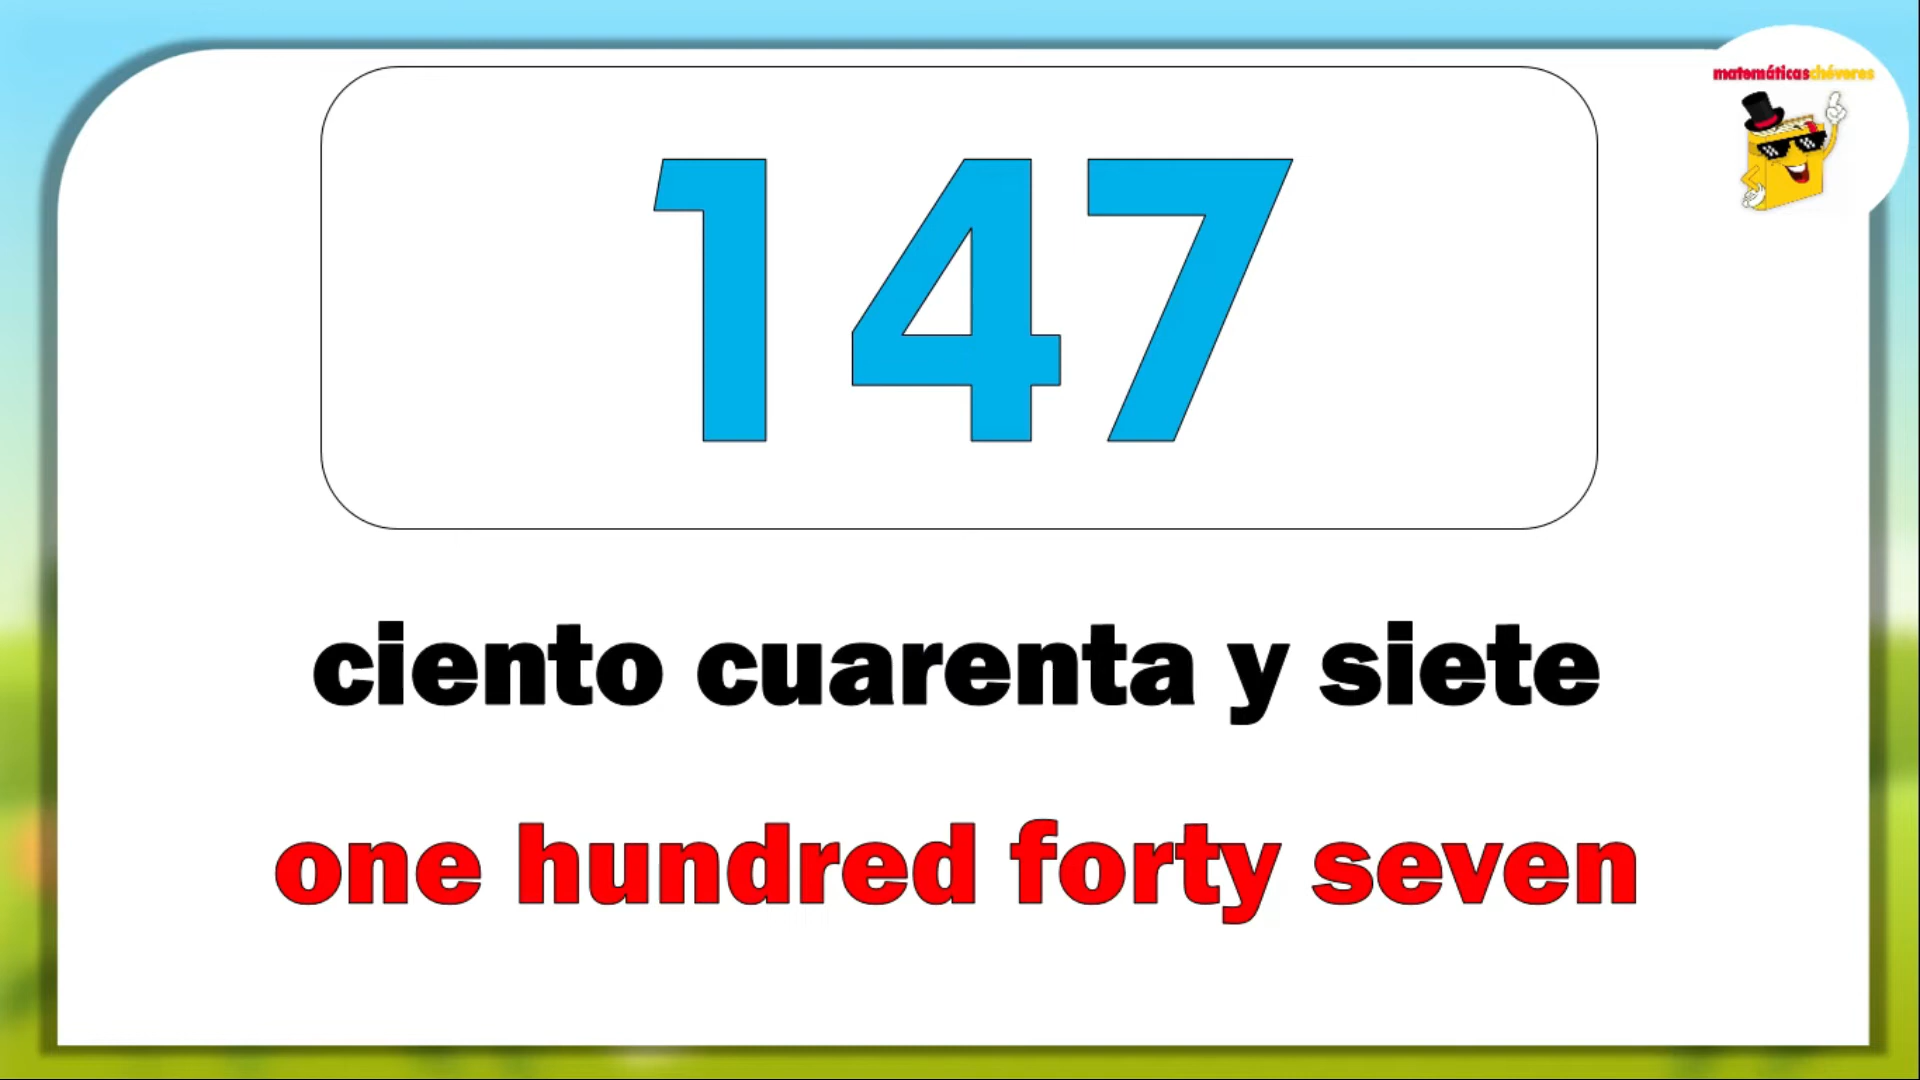 matemáticaschéveres
147
ciento cuarenta y siete
one hundred forty seven